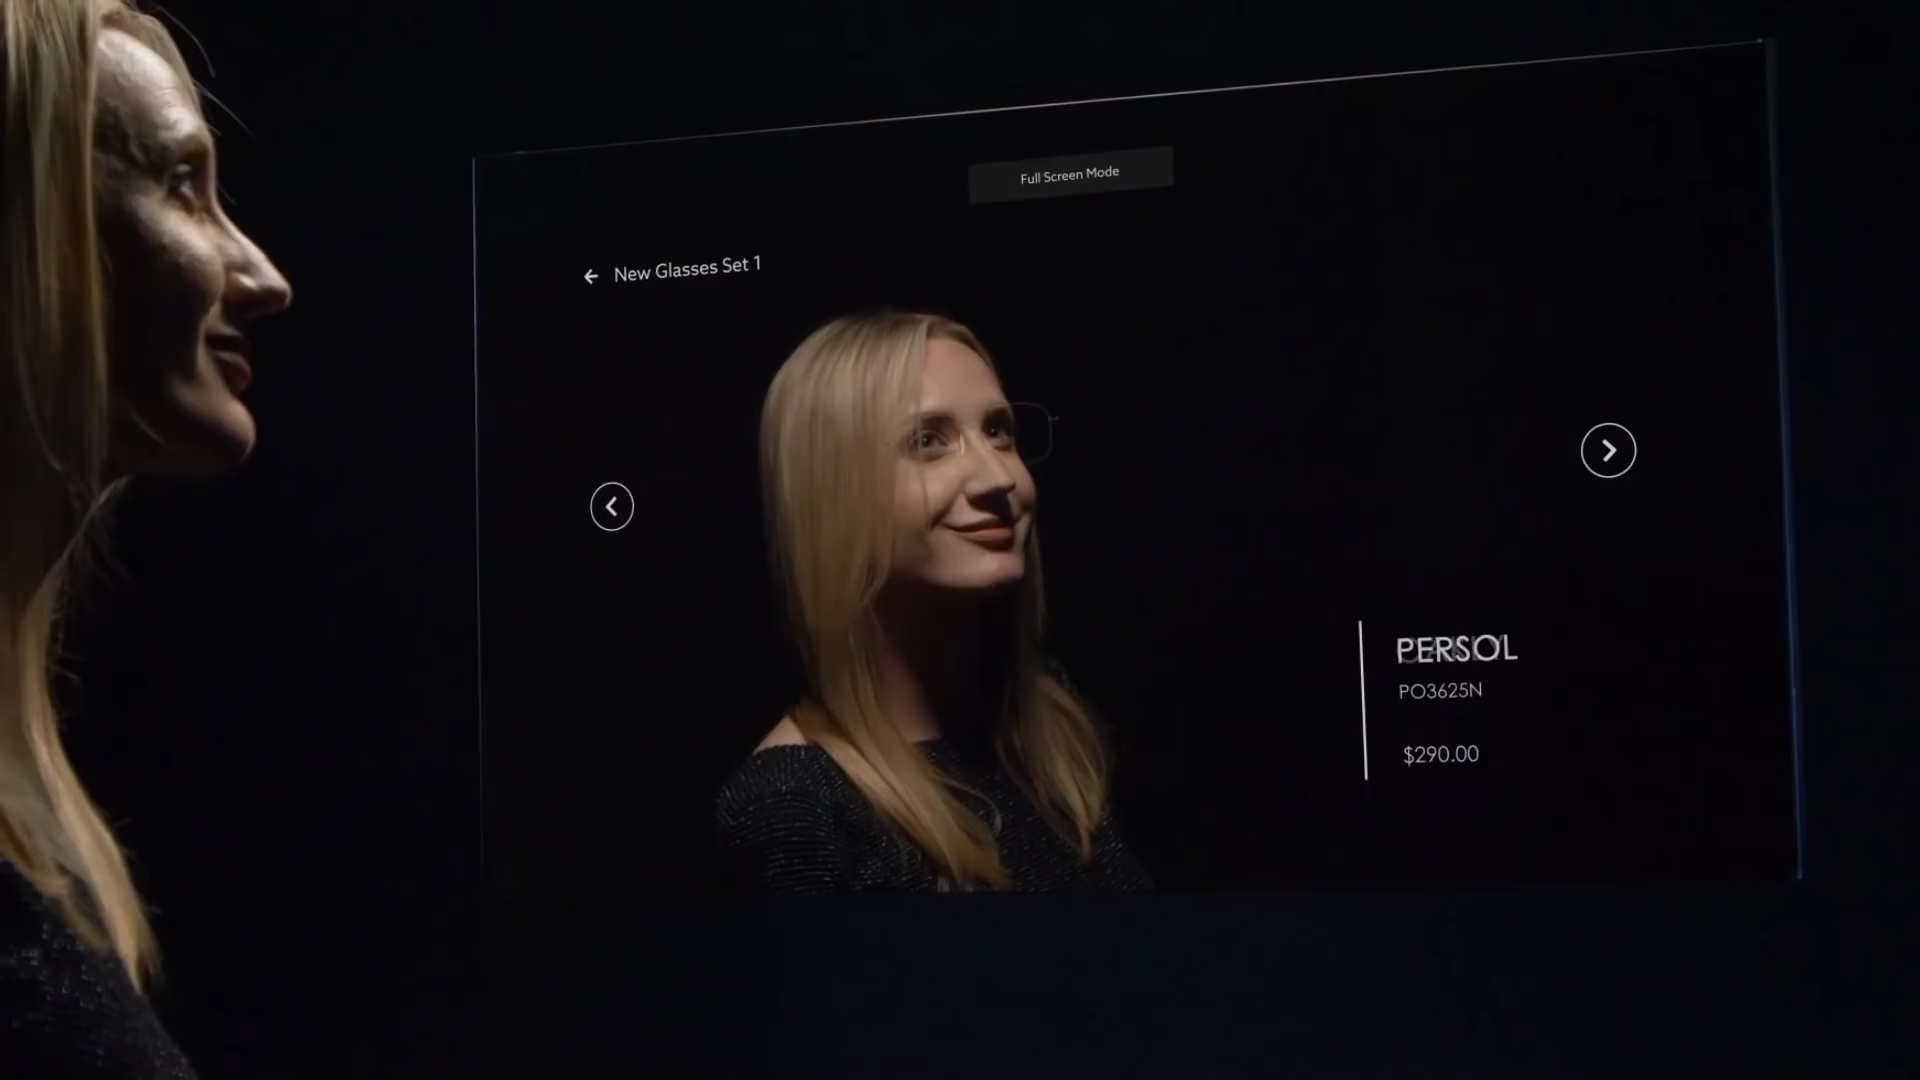 Full Screen Mode
New Glasses Set 1
PERSOL
PO3625N
$290.00